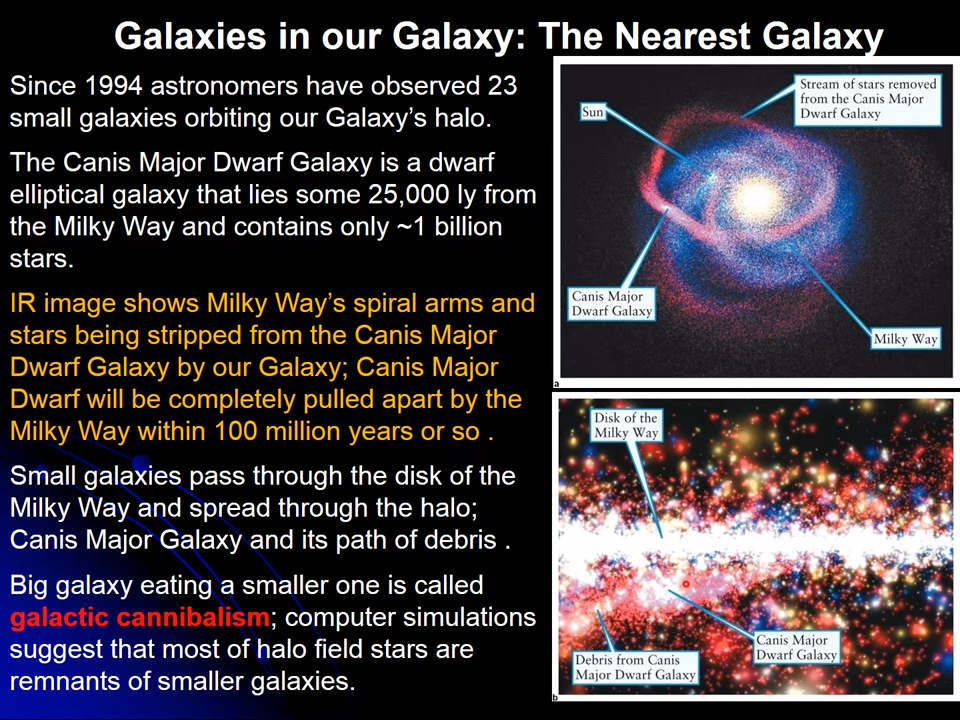 Galaxies in our Galaxy: The Nearest Galaxy
Since 1994 astronomers have observed 23
small galaxies orbiting our Galaxy’s halo.
The Canis Major Dwarf Galaxy is a dwarf
elliptical galaxy that lies some 25,000 ly from
the Milky Way and contains only ~1 billion
stars.
IR image shows Milky Way’s spiral arms and
stars being stripped from the Canis Major
Dwarf Galaxy by our Galaxy; Canis Major
Dwarf will be completely pulled apart by the
Milky Way within 100 million years or so .
Small galaxies pass through the disk of the
Milky Way and spread through the halo;
Canis Major Galaxy and its path of debris .
Big galaxy eating a smaller one is called
galactic cannibalism; computer simulations
suggest that most of halo field stars are
remnants of smaller galaxies.
Stream of stars removed
from the Canis Major
Dwarf Galaxy
Sun
Canis Major
Dwarf Galaxy
Milky Way
a
Disk of the
Milky Way
Canis Major
Dwarf Galaxy
Debris from Canis
Major Dwarf Galaxy
b